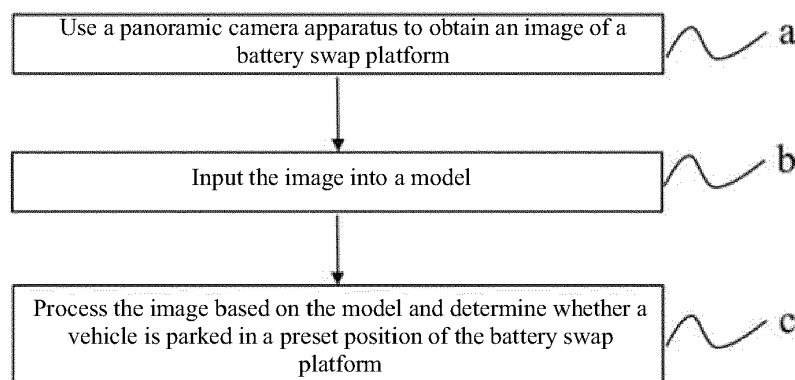 Use a panoramic camera apparatus to obtain an image of a
battery swap platform
a
Input the image into a model
b
Process the image based on the model and determine whether a
vehicle is parked in a preset position of the battery swap
platform
c